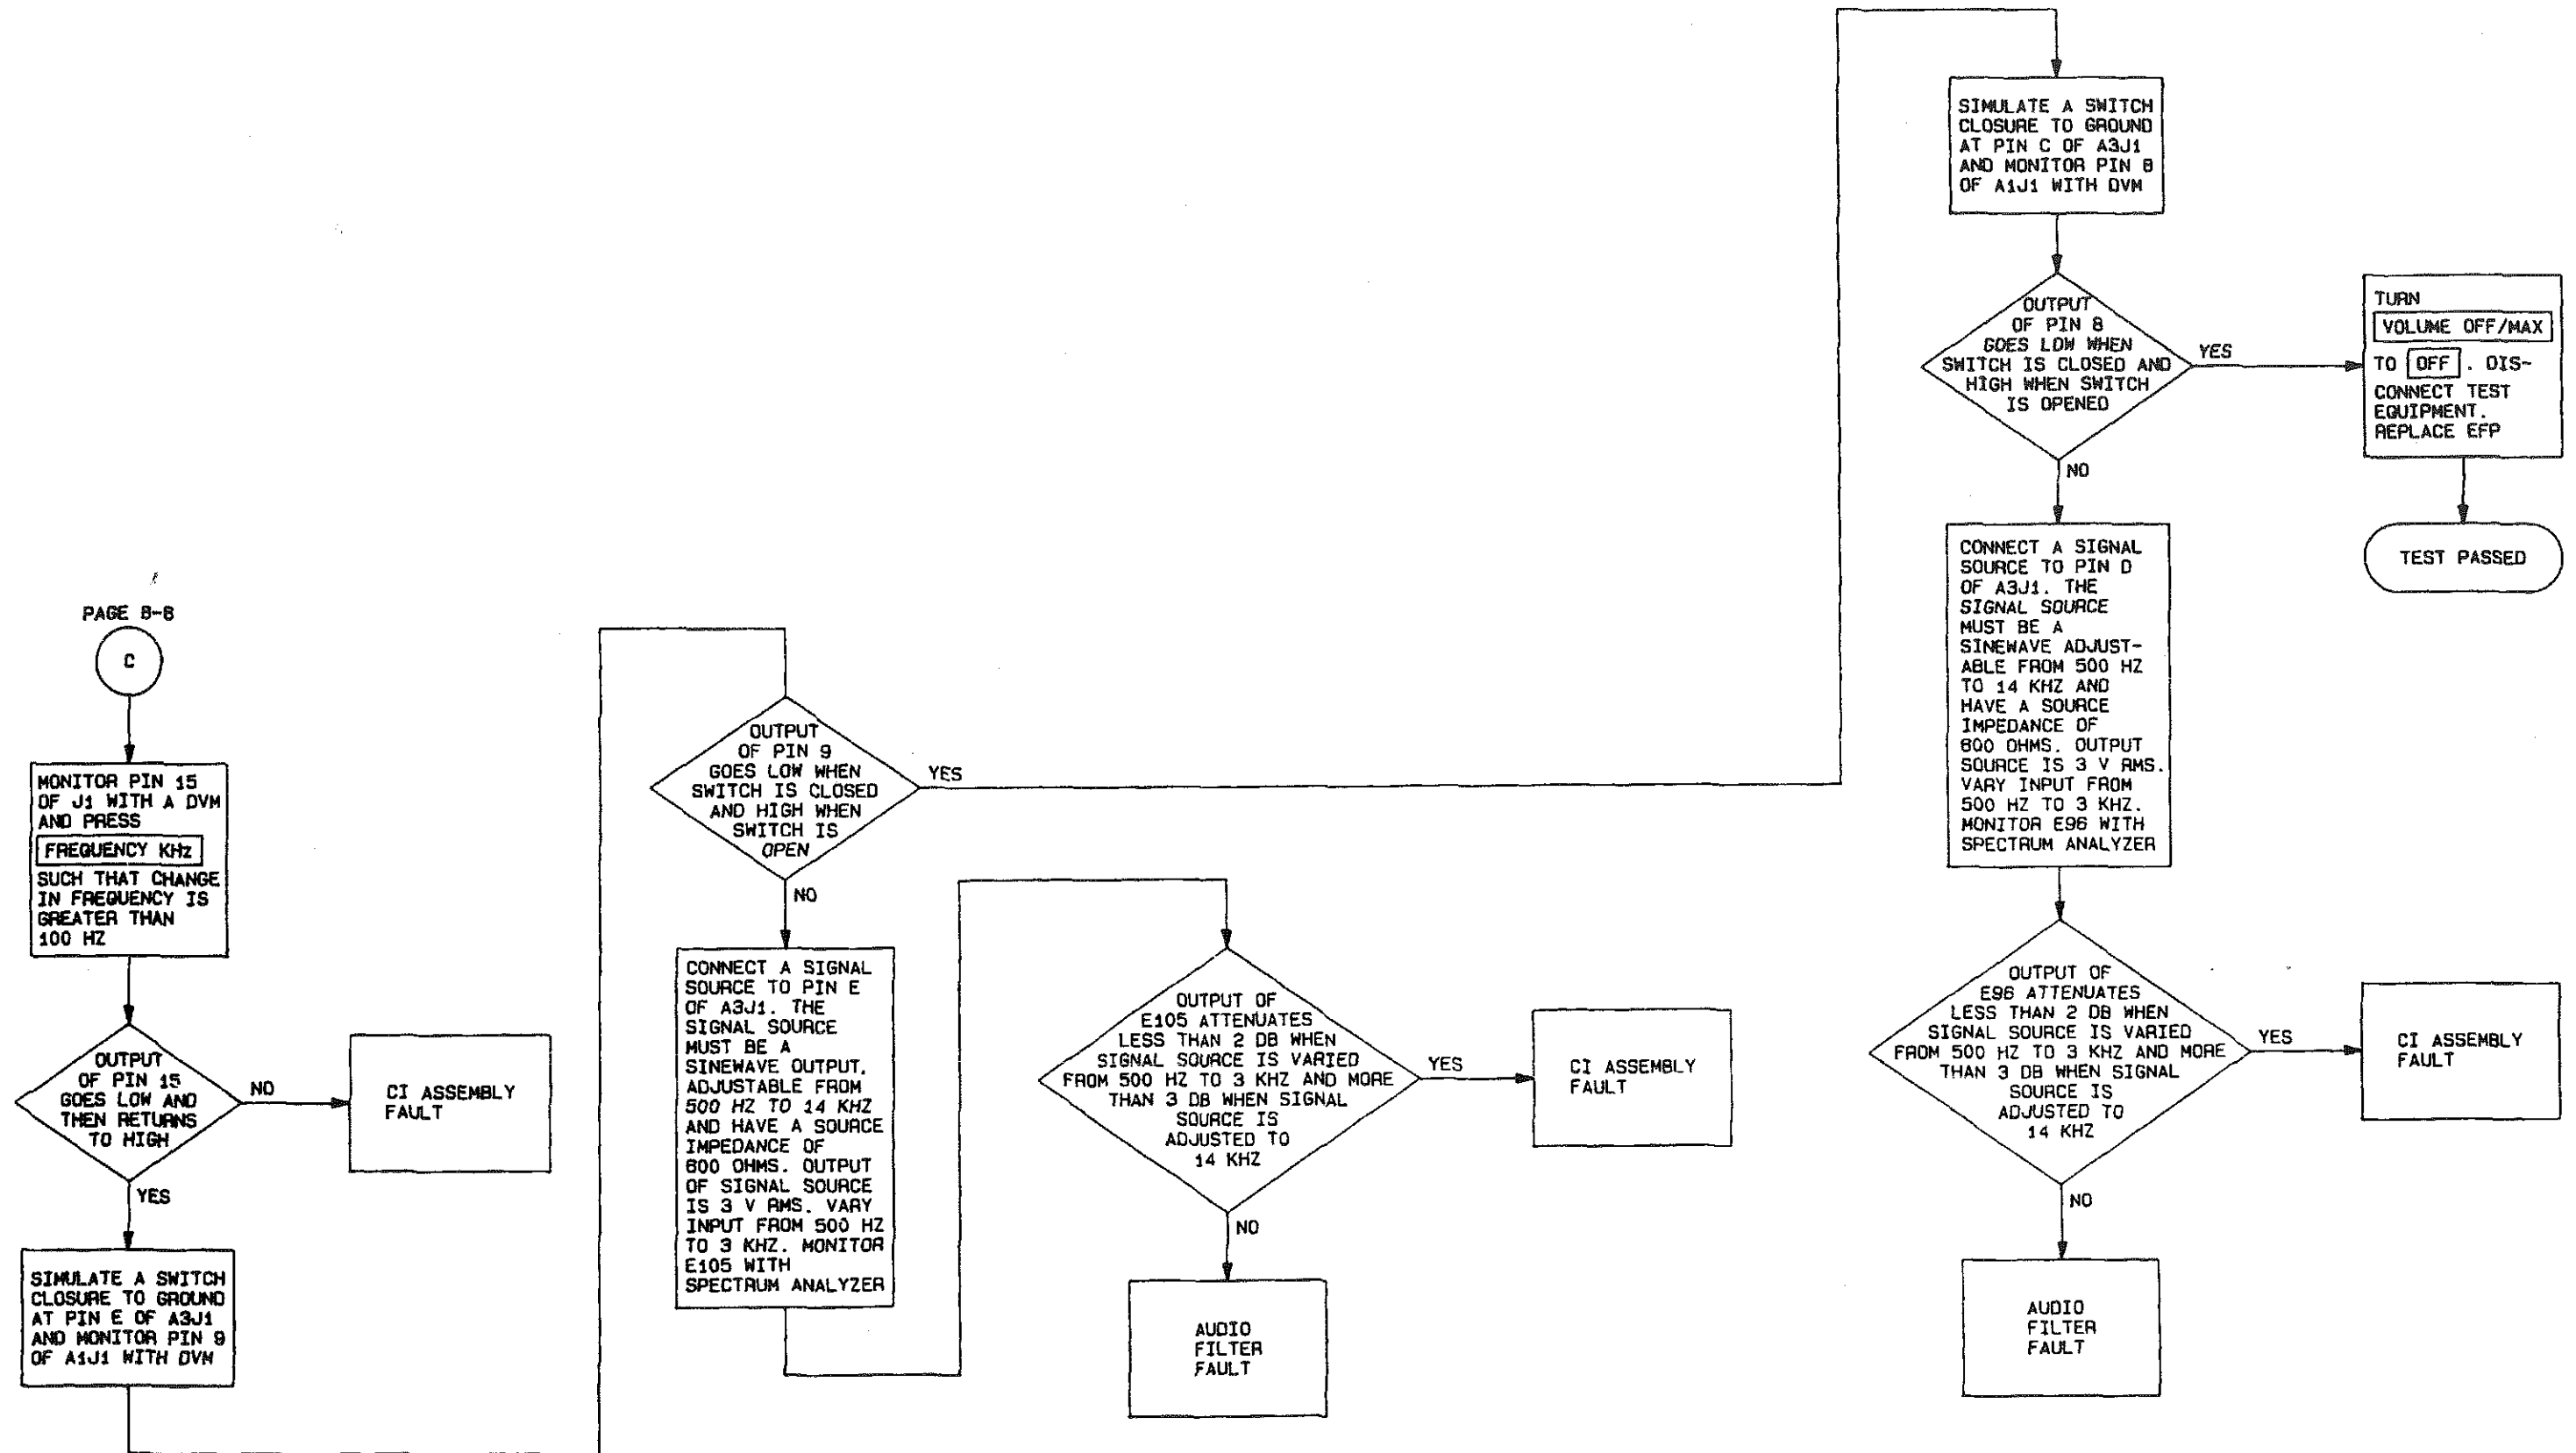 PAGE 8-8
C
MONITOR PIN 15
OF J1 WITH A DVM
AND PRESS
FREQUENCY KHz
SUCH THAT CHANGE
IN FREQUENCY IS
GREATER THAN
100 HZ
OUTPUT
OF PIN 15
GOES LOW AND
THEN RETURNS
TO HIGH
NO
CI ASSEMBLY
FAULT
YES
SIMULATE A SWITCH
CLOSURE TO GROUND
AT PIN E OF A3J1
AND MONITOR PIN 9
OF A1J1 WITH DVM
OUTPUT
OF PIN 9
GOES LOW WHEN
SWITCH IS CLOSED
AND HIGH WHEN
SWITCH IS
OPEN
YES
NO
CONNECT A SIGNAL
SOURCE TO PIN E
OF A3J1. THE
SIGNAL SOURCE
MUST BE A
SINEWAVE OUTPUT,
ADJUSTABLE FROM
500 HZ TO 14 KHZ
AND HAVE A SOURCE
IMPEDANCE OF
600 OHMS. OUTPUT
OF SIGNAL SOURCE
IS 3 V RMS. VARY
INPUT FROM 500 HZ
TO 3 KHZ. MONITOR
E105 WITH
SPECTRUM ANALYZER
OUTPUT OF
E105 ATTENUATES
LESS THAN 2 DB WHEN
SIGNAL SOURCE IS VARIED
FROM 500 HZ TO 3 KHZ AND MORE
THAN 3 DB WHEN SIGNAL
SOURCE IS
ADJUSTED TO
14 KHZ
YES
CI ASSEMBLY
FAULT
NO
AUDIO
FILTER
FAULT
SIMULATE A SWITCH
CLOSURE TO GROUND
AT PIN C OF A3J1
AND MONITOR PIN 8
OF A1J1 WITH DVM
OUTPUT
OF PIN 8
GOES LOW WHEN
SWITCH IS CLOSED AND
HIGH WHEN SWITCH
IS OPENED
YES
TURN
VOLUME OFF/MAX
TO OFF . DIS-
CONNECT TEST
EQUIPMENT.
REPLACE EFP
TEST PASSED
NO
CONNECT A SIGNAL
SOURCE TO PIN D
OF A3J1. THE
SIGNAL SOURCE
MUST BE A
SINEWAVE ADJUST-
ABLE FROM 500 HZ
TO 14 KHZ AND
HAVE A SOURCE
IMPEDANCE OF
600 OHMS. OUTPUT
SOURCE IS 3 V RMS.
VARY INPUT FROM
500 HZ TO 3 KHZ.
MONITOR E96 WITH
SPECTRUM ANALYZER
OUTPUT OF
E96 ATTENUATES
LESS THAN 2 DB WHEN
SIGNAL SOURCE IS VARIED
FROM 500 HZ TO 3 KHZ AND MORE
THAN 3 DB WHEN SIGNAL
SOURCE IS
ADJUSTED TO
14 KHZ
YES
CI ASSEMBLY
FAULT
NO
AUDIO
FILTER
FAULT